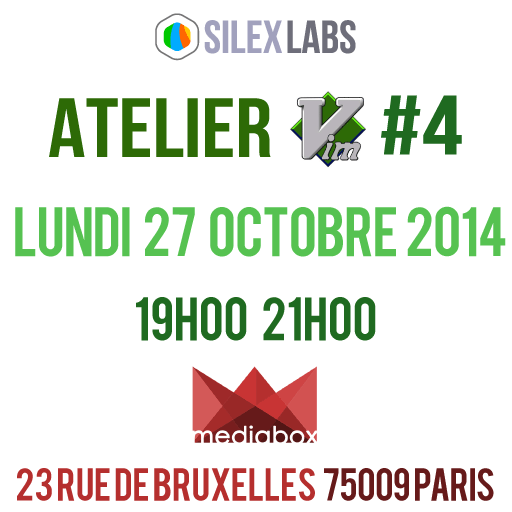 SILEX LABS
ATELIER Vim #4
LUNDI 27 OCTOBRE 2014
19H00 21H00
mediabox
23 RUE DE BRUXELLES 75009 PARIS